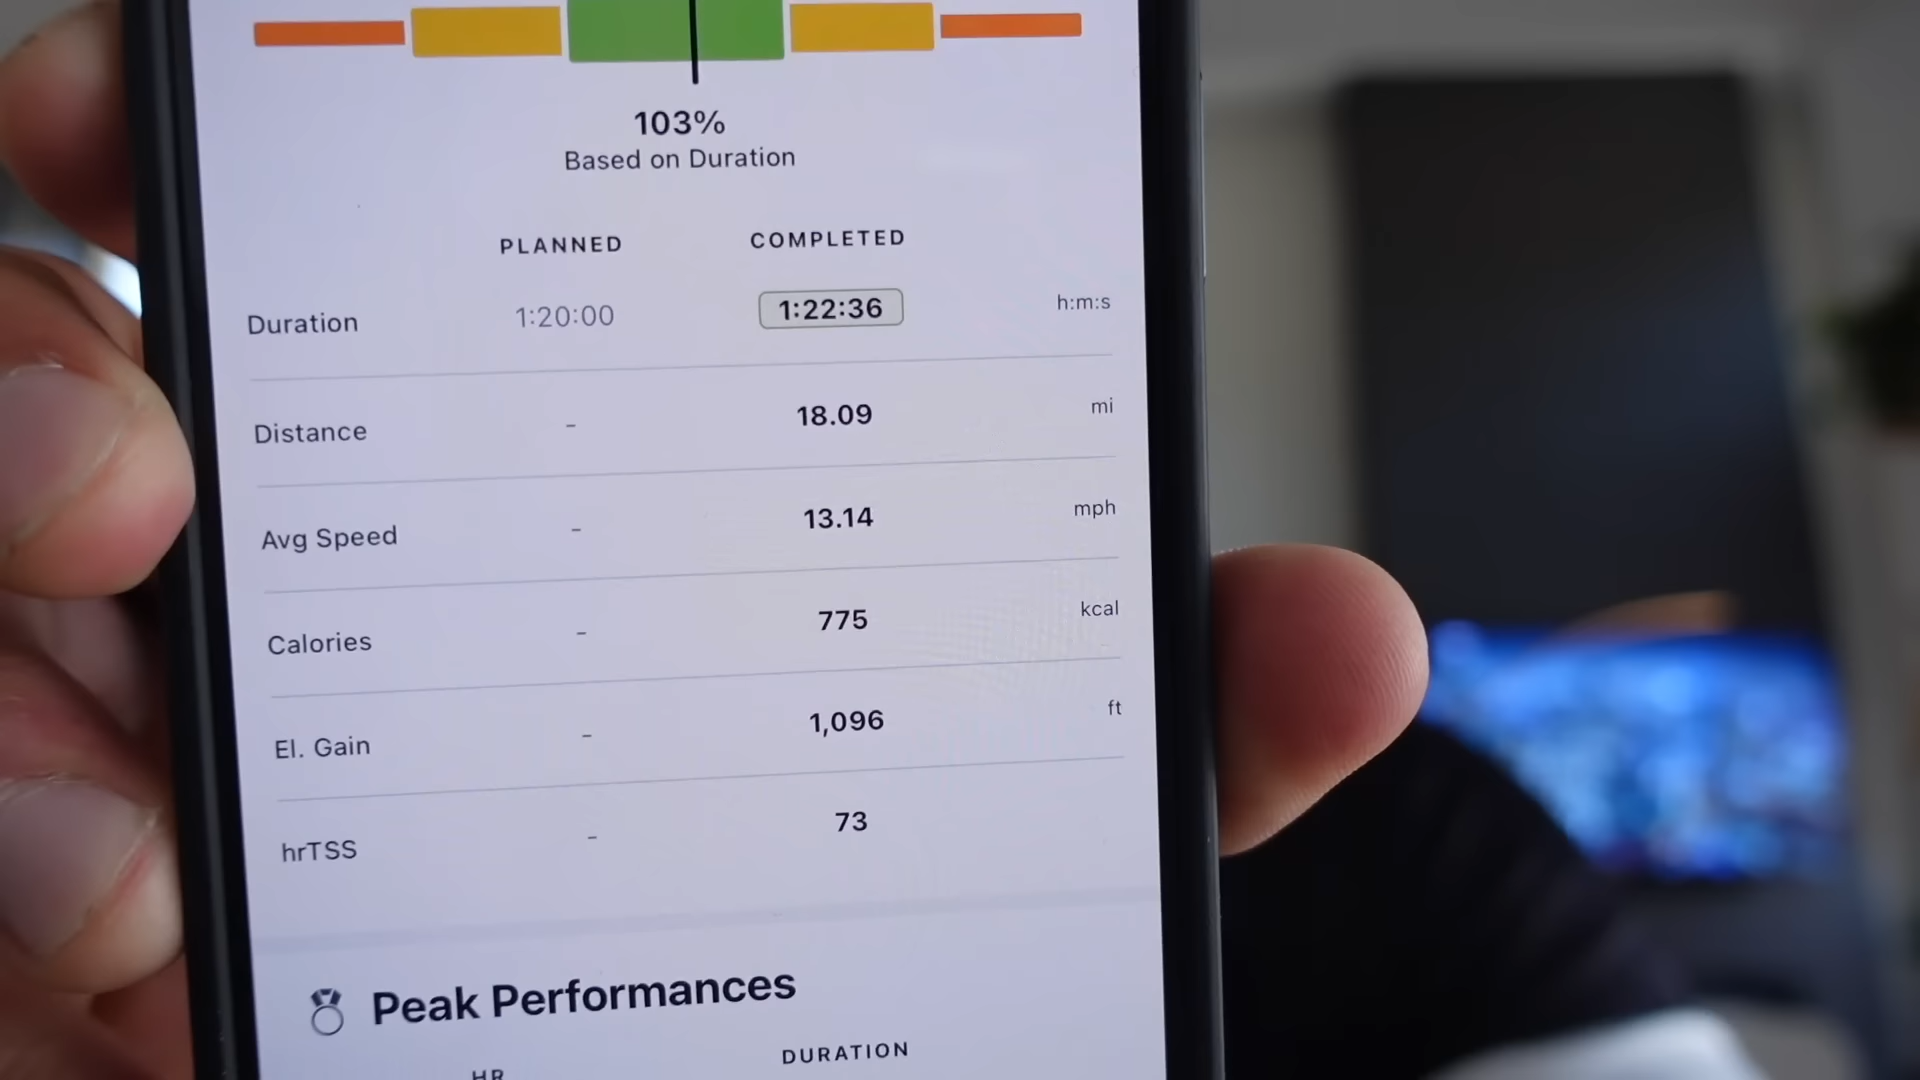 103%
Based on Duration
PLANNED COMPLETED
Duration 1:20:00 1:22:36 h:m:s
Distance - 18.09 mi
Avg Speed - 13.14 mph
Calories - 775 kcal
El. Gain - 1,096 ft
hrTSS - 73
Peak Performances
HR DURATION